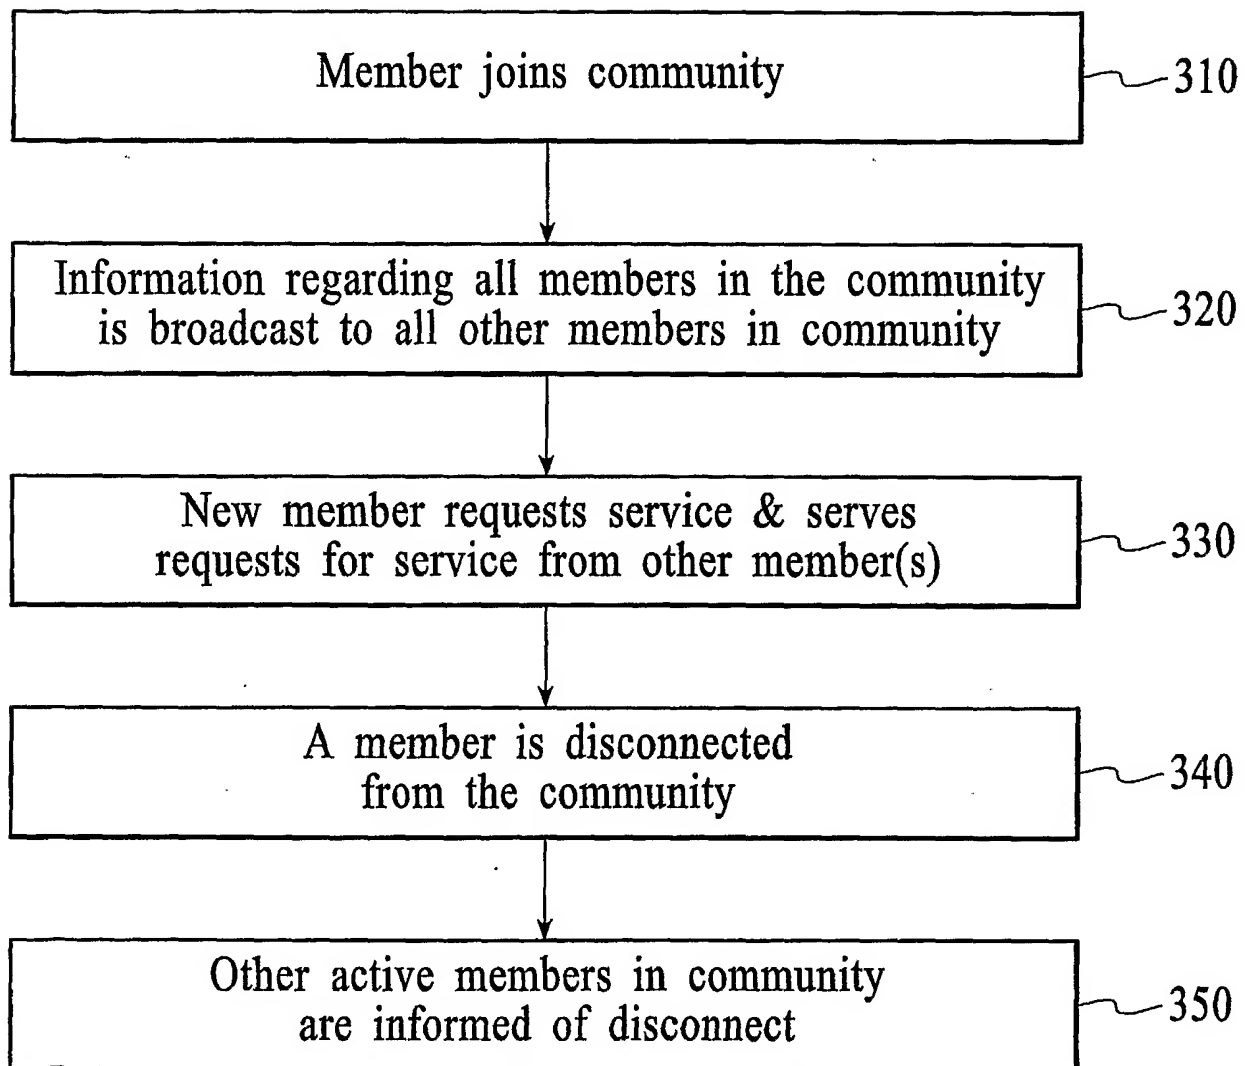 Member joins community
310
Information regarding all members in the community
is broadcast to all other members in community
320
New member requests service & serves
requests for service from other member(s)
330
A member is disconnected
from the community
340
Other active members in community
are informed of disconnect
350